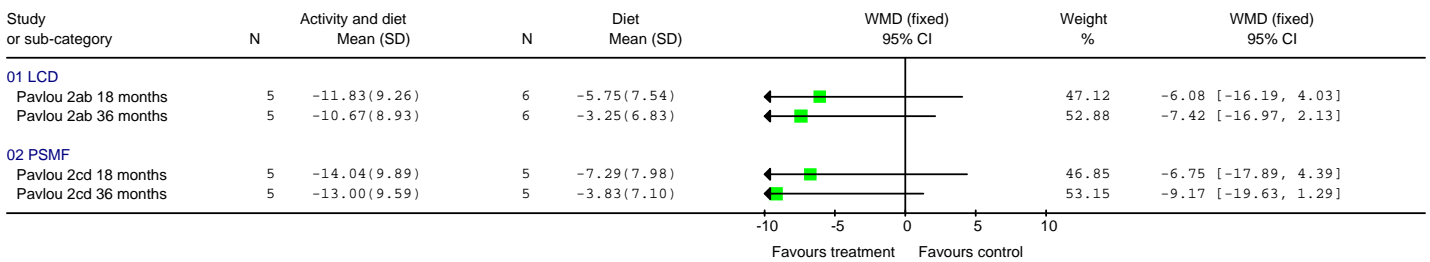 Study Activity and diet Diet WMD (fixed) Weight WMD (fixed)
or sub-category N Mean (SD) N Mean (SD) 95% CI % 95% CI
01 LCD
Pavlou 2ab 18 months 5 -11.83(9.26) 6 -5.75(7.54) 47.12 -6.08 [-16.19, 4.03]
Pavlou 2ab 36 months 5 -10.67(8.93) 6 -3.25(6.83) 52.88 -7.42 [-16.97, 2.13]
02 PSMF
Pavlou 2cd 18 months 5 -14.04(9.89) 5 -7.29(7.98) 46.85 -6.75 [-17.89, 4.39]
Pavlou 2cd 36 months 5 -13.00(9.59) 5 -3.83(7.10) 53.15 -9.17 [-19.63, 1.29]
-10 -5 0 5 10
Favours treatment Favours control